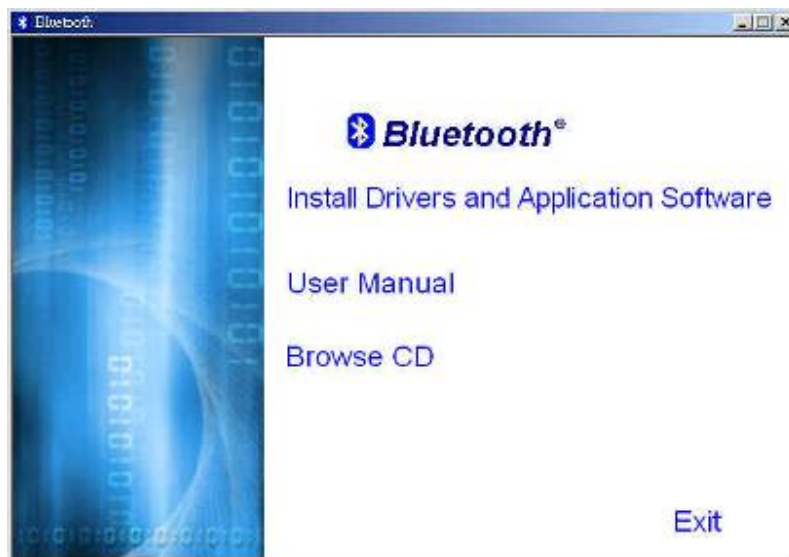 Bluetooth
Bluetooth®
Install Drivers and Application Software
User Manual
Browse CD
Exit